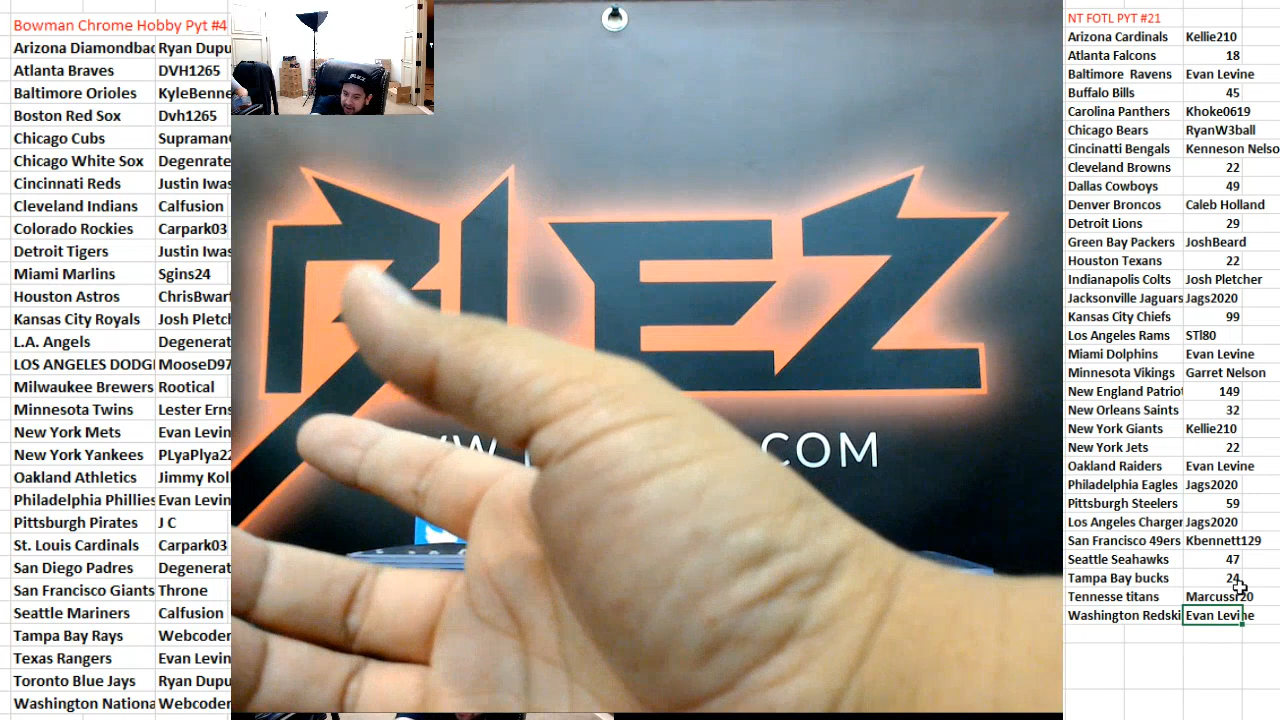 Bowman Chrome Hobby Pyt #4
Arizona Diamondbac Ryan Dupu
Atlanta Braves DVH1265
Baltimore Orioles KyleBenne
Boston Red Sox Dvh1265
Chicago Cubs Supraman
Chicago White Sox Degenrate
Cincinnati Reds Justin Iwas
Cleveland Indians Calfusion
Colorado Rockies Carpark03
Detroit Tigers Justin Iwas
Miami Marlins Sgins24
Houston Astros ChrisBwart
Kansas City Royals Josh Pletch
L.A. Angels Degenerat
LOS ANGELES DODG MooseD97
Milwaukee Brewers Rootical
Minnesota Twins Lester Erns
New York Mets Evan Levin
New York Yankees PLyaPlya22
Oakland Athletics Jimmy Kol
Philadelphia Phillies Evan Levin
Pittsburgh Pirates J C
St. Louis Cardinals Carpark03
San Diego Padres Degenerat
San Francisco Giants Throne
Seattle Mariners Calfusion
Tampa Bay Rays Webcoder
Texas Rangers Evan Levin
Toronto Blue Jays Ryan Dupu
Washington Nationa Webcoder
BLEZ
COM
NT FOTL PYT #21
Arizona Cardinals Kellie210
Atlanta Falcons 18
Baltimore Ravens Evan Levine
Buffalo Bills 45
Carolina Panthers Khoke0619
Chicago Bears RyanW3ball
Cincinatti Bengals Kenneson Nelso
Cleveland Browns 22
Dallas Cowboys 49
Denver Broncos Caleb Holland
Detroit Lions 29
Green Bay Packers JoshBeard
Houston Texans 22
Indianapolis Colts Josh Pletcher
Jacksonville Jaguars Jags2020
Kansas City Chiefs 99
Los Angeles Rams STl80
Miami Dolphins Evan Levine
Minnesota Vikings Garret Nelson
New England Patriot 149
New Orleans Saints 32
New York Giants Kellie210
New York Jets 22
Oakland Raiders Evan Levine
Philadelphia Eagles Jags2020
Pittsburgh Steelers 59
Los Angeles Charger Jags2020
San Francisco 49ers Kbennett129
Seattle Seahawks 47
Tampa Bay bucks 24
Tennesse titans Marcussr20
Washington Redski Evan Levine